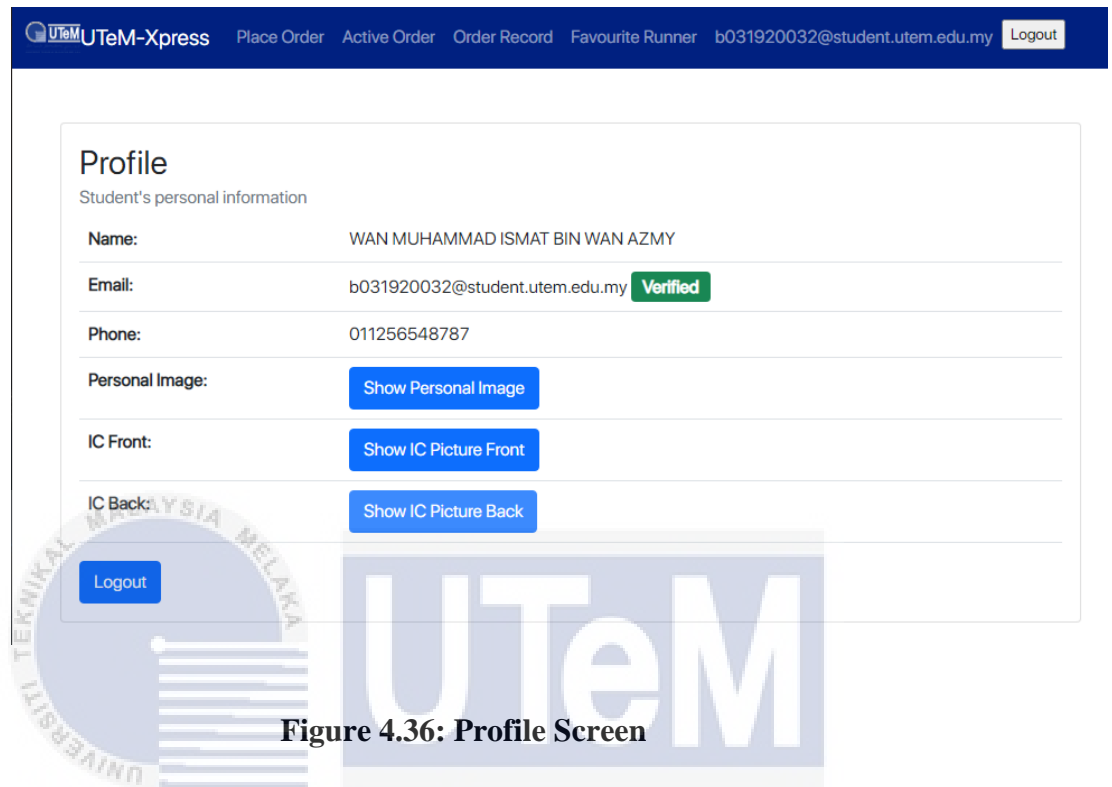 UTeM UTeM-Xpress Place Order Active Order Order Record Favourite Runner b031920032@student.utem.edu.my Logout
Profile
Student's personal information
Name: WAN MUHAMMAD ISMAT BIN WAN AZMY
Email: b031920032@student.utem.edu.my Verified
Phone: 011256548787
Personal Image: Show Personal Image
IC Front: Show IC Picture Front
IC Back: Show IC Picture Back
Logout
UNIVERSITI TEKNIKAL MALAYSIA MELAKA
UTeM
Figure 4.36: Profile Screen